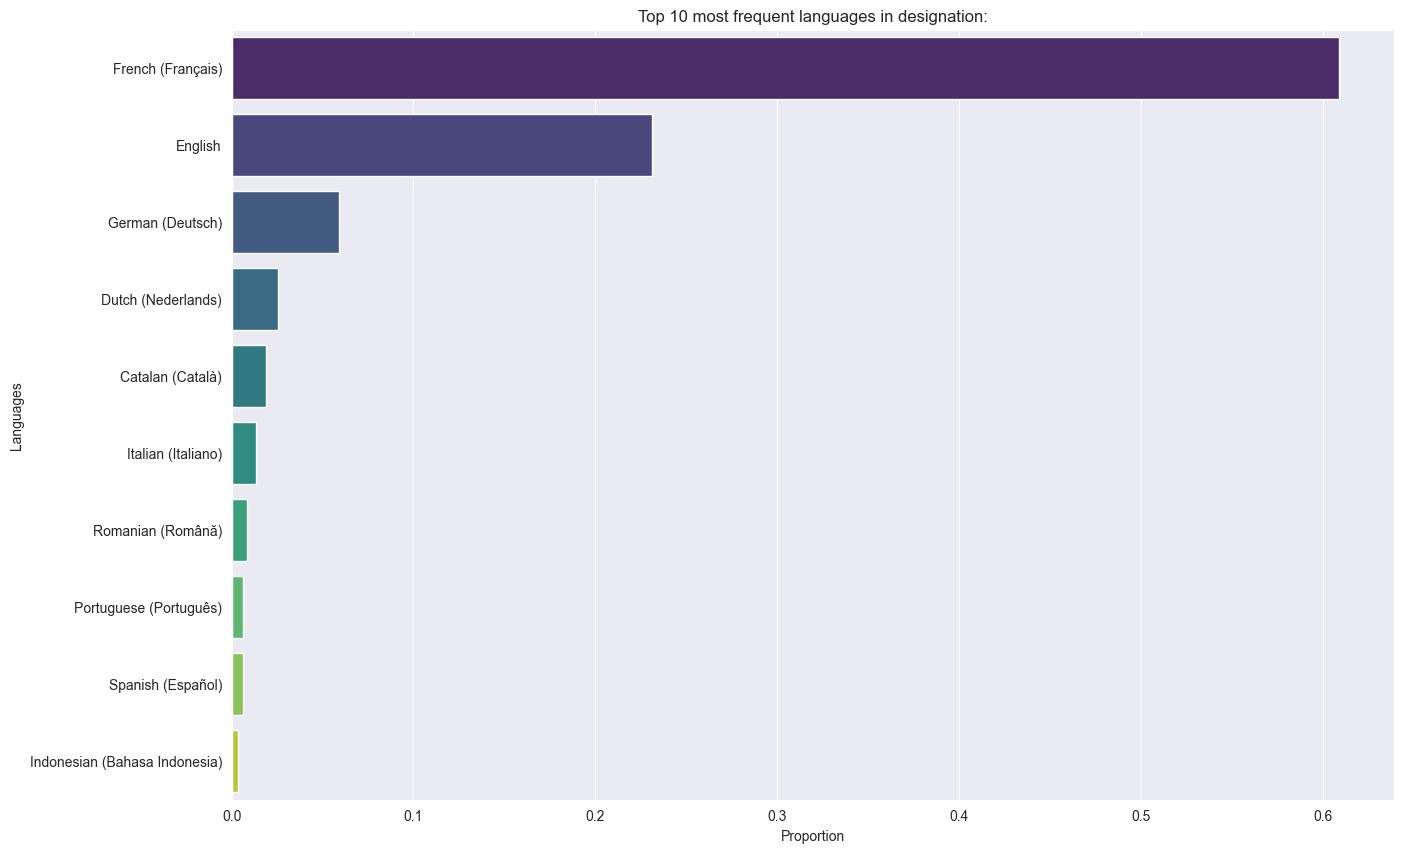 Top 10 most frequent languages in designation:
French (Français)
English
German (Deutsch)
Dutch (Nederlands)
Catalan (Català)
Italian (Italiano)
Romanian (Română)
Portuguese (Português)
Spanish (Español)
Indonesian (Bahasa Indonesia)
Languages
0.0 0.1 0.2 0.3 0.4 0.5 0.6
Proportion